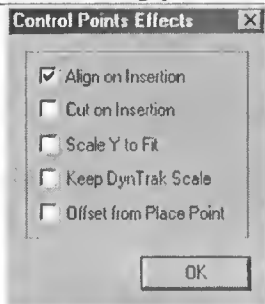 Control Points Effects
Align on Insertion
Cut on Insertion
Scale Y to Fit
Keep DynTrak Scale
Offset from Place Point
OK